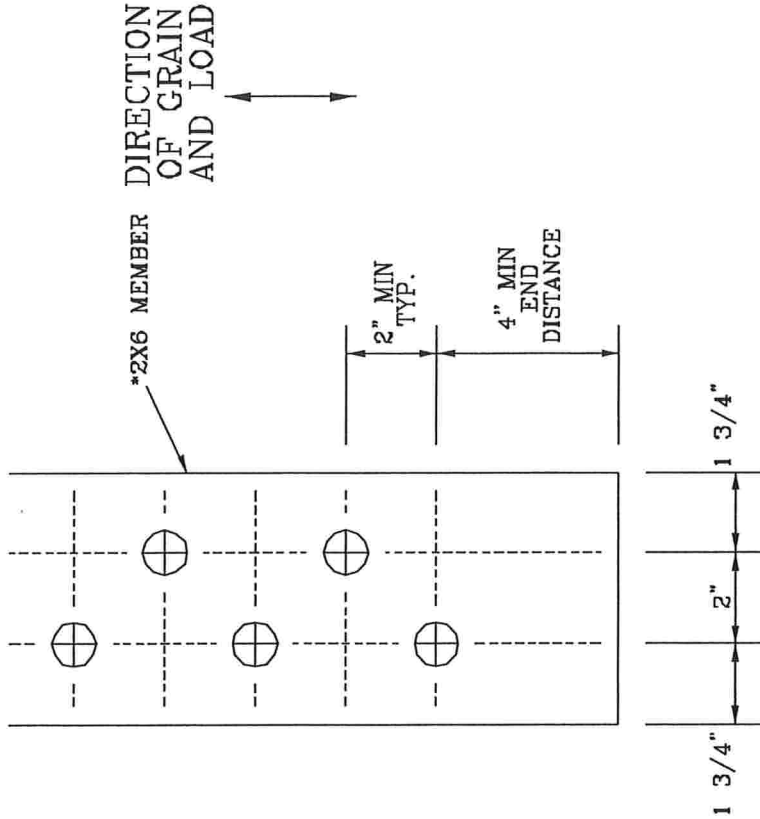 DIRECTION
OF GRAIN
AND LOAD
*2X6 MEMBER
2" MIN
TYP.
4" MIN
END
DISTANCE
1 3/4"
2"
1 3/4"